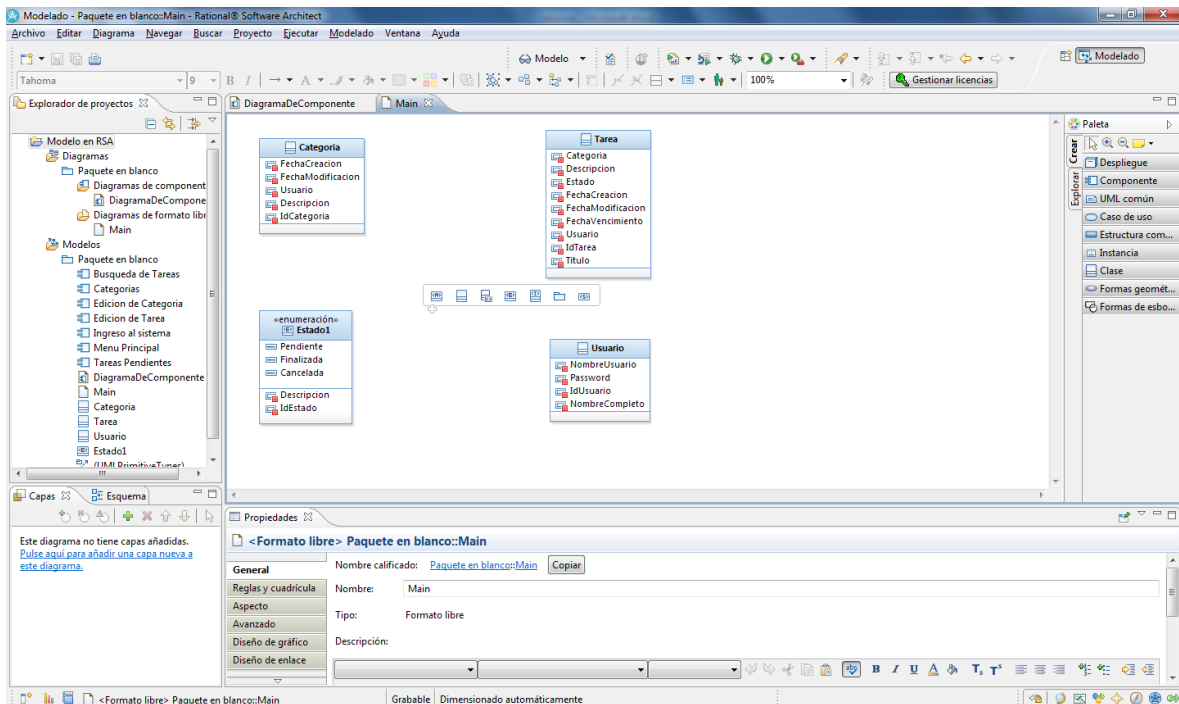 Modelado - Paquete en blanco::Main - Rational® Software Architect
Archivo Editar Diagrama Navegar Buscar Proyecto Ejecutar Modelado Ventana Ayuda
Modelo
Modelado
Tahoma 9 B I A 100% Gestionar licencias
Explorador de proyectos
DiagramaDeComponente Main
Modelo en RSA
Diagramas
Paquete en blanco
Diagramas de component
DiagramaDeCompone
Diagramas de formato libr
Main
Modelos
Paquete en blanco
Busqueda de Tareas
Categorias
Edicion de Categoria
Edicion de Tarea
Ingreso al sistema
Menu Principal
Tareas Pendientes
DiagramaDeComponente
Main
Categoria
Tarea
Usuario
Estado1
(UMLPrimitiveTypes)
Categoria
FechaCreacion
FechaModificacion
Usuario
Descripcion
IdCategoria
Tarea
Categoria
Descripcion
Estado
FechaCreacion
FechaModificacion
FechaVencimiento
Usuario
IdTarea
Titulo
«enumeración»
Estado1
Pendiente
Finalizada
Cancelada
Descripcion
IdEstado
Usuario
NombreUsuario
Password
IdUsuario
NombreCompleto
Paleta
Crear
Explorar
Despliegue
Componente
UML común
Caso de uso
Estructura com...
Instancia
Clase
Formas geomét...
Formas de esbo...
Capas Esquema
Este diagrama no tiene capas añadidas.
Pulse aquí para añadir una capa nueva a
este diagrama.
Propiedades
<Formato libre> Paquete en blanco::Main
General
Reglas y cuadrícula
Aspecto
Avanzado
Diseño de gráfico
Diseño de enlace
Nombre calificado: Paquete en blanco::Main Copiar
Nombre: Main
Tipo: Formato libre
Descripción:
B I U A T, Tˢ
<Formato libre> Paquete en blanco::Main Grabable Dimensionado automáticamente